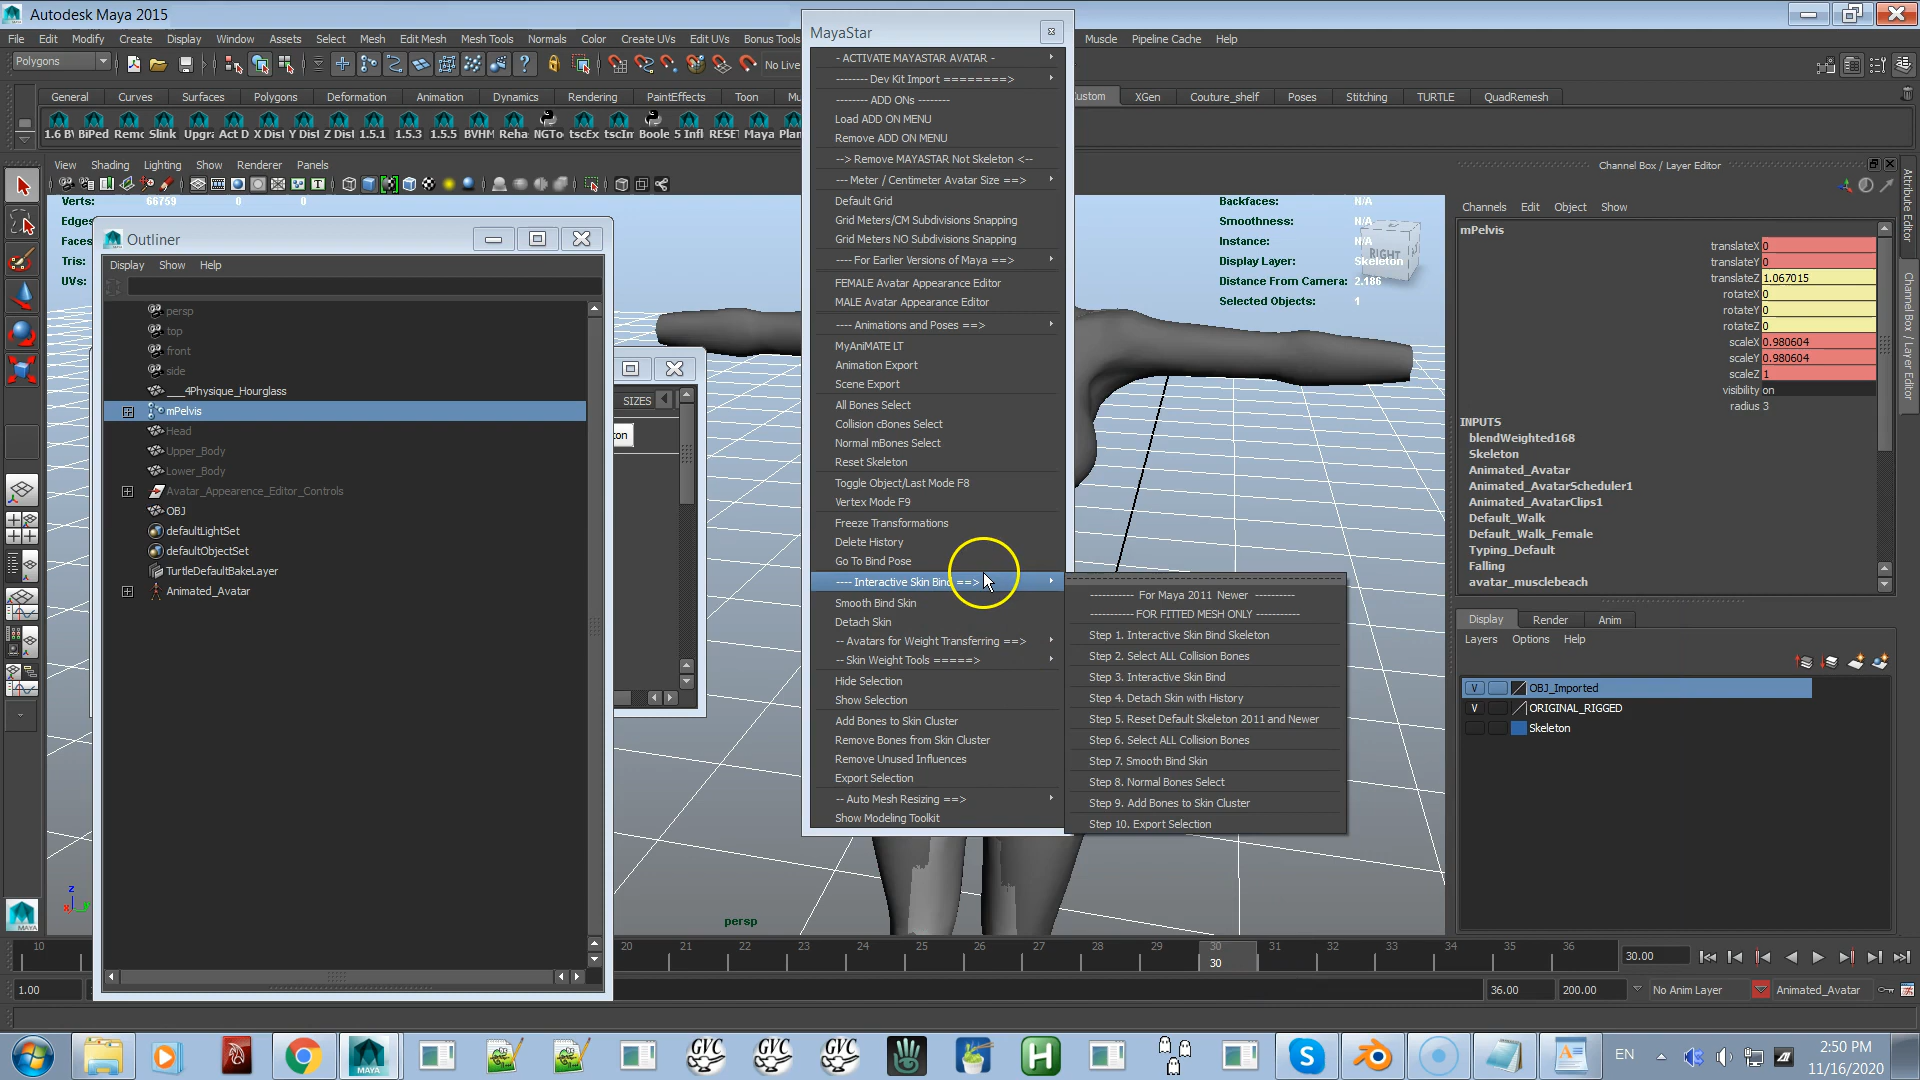 Autodesk Maya 2015
File Edit Modify Create Display Window Assets Select Mesh Edit Mesh Mesh Tools Normals Color Create UVs Edit UVs Bonus Tools
Muscle Pipeline Cache Help
Polygons
No Live
General Curves Surfaces Polygons Deformation Animation Dynamics Rendering PaintEffects Toon Mu
Custom XGen Couture_shelf Poses Stitching TURTLE QuadRemesh
1.6 B BiPed Remo Slink Upgra Act D X Dist Y Dist Z Dist 1.5.1 1.5.3 1.5.5 BVHM Reha NGTo tscEx tscIm Boole 5 Infl RESET Maya Plan
View Shading Lighting Show Renderer Panels
Verts: 66759 0 0
Edges
Faces
Tris:
UVs:
Backfaces: N/A
Smoothness: N/A
Instance: N/A
Display Layer: Skeleton
Distance From Camera: 2.186
Selected Objects: 1
RIGHT
Outliner
Display Show Help
persp
top
front
side
___4Physique_Hourglass
mPelvis
Head
Upper_Body
Lower_Body
Avatar_Appearence_Editor_Controls
OBJ
defaultLightSet
defaultObjectSet
TurtleDefaultBakeLayer
Animated_Avatar
SIZES
ton
MayaStar
- ACTIVATE MAYASTAR AVATAR -
-------- Dev Kit Import ========>
-------- ADD ONs --------
Load ADD ON MENU
Remove ADD ON MENU
--> Remove MAYASTAR Not Skeleton <--
--- Meter / Centimeter Avatar Size ==>
Default Grid
Grid Meters/CM Subdivisions Snapping
Grid Meters NO Subdivisions Snapping
---- For Earlier Versions of Maya ==>
FEMALE Avatar Appearance Editor
MALE Avatar Appearance Editor
---- Animations and Poses ==>
MyAniMATE LT
Animation Export
Scene Export
All Bones Select
Collision cBones Select
Normal mBones Select
Reset Skeleton
Toggle Object/Last Mode F8
Vertex Mode F9
Freeze Transformations
Delete History
Go To Bind Pose
---- Interactive Skin Bind ==>
Smooth Bind Skin
Detach Skin
-- Avatars for Weight Transferring ==>
-- Skin Weight Tools =====>
Hide Selection
Show Selection
Add Bones to Skin Cluster
Remove Bones from Skin Cluster
Remove Unused Influences
Export Selection
-- Auto Mesh Resizing ==>
Show Modeling Toolkit
----------- For Maya 2011 Newer ----------
----------- FOR FITTED MESH ONLY -----------
Step 1. Interactive Skin Bind Skeleton
Step 2. Select ALL Collision Bones
Step 3. Interactive Skin Bind
Step 4. Detach Skin with History
Step 5. Reset Default Skeleton 2011 and Newer
Step 6. Select ALL Collision Bones
Step 7. Smooth Bind Skin
Step 8. Normal Bones Select
Step 9. Add Bones to Skin Cluster
Step 10. Export Selection
Channel Box / Layer Editor
Channels Edit Object Show
mPelvis
translateX 0
translateY 0
translateZ 1.067015
rotateX 0
rotateY 0
rotateZ 0
scaleX 0.980604
scaleY 0.980604
scaleZ 1
visibility on
radius 3
INPUTS
blendWeighted168
Skeleton
Animated_Avatar
Animated_AvatarScheduler1
Animated_AvatarClips1
Default_Walk
Default_Walk_Female
Typing_Default
Falling
avatar_musclebeach
Attribute Editor
Channel Box / Layer Editor
Display Render Anim
Layers Options Help
V OBJ_Imported
V ORIGINAL_RIGGED
Skeleton
z
x y
MAYA
persp
10 20 21 22 23 24 25 26 27 28 29 30 31 32 33 34 35 36
30
30.00
1.00
36.00 200.00 No Anim Layer Animated_Avatar
MAYA
GVC GVC GVC
H
S
EN
2:50 PM
11/16/2020